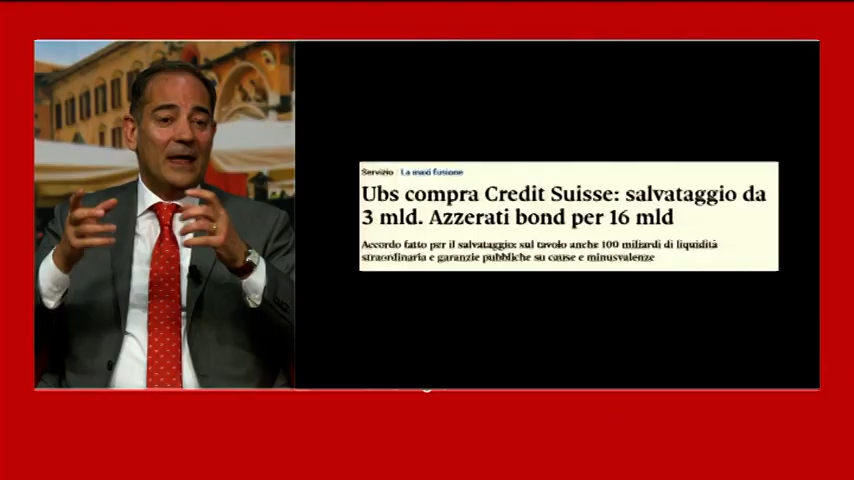 Servizio La maxi fusione
Ubs compra Credit Suisse: salvataggio da
3 mld. Azzerati bond per 16 mld
Accordo fatto per il salvataggio: sul tavolo anche 100 miliardi di liquidità
straordinaria e garanzie pubbliche su cause e minusvalenze